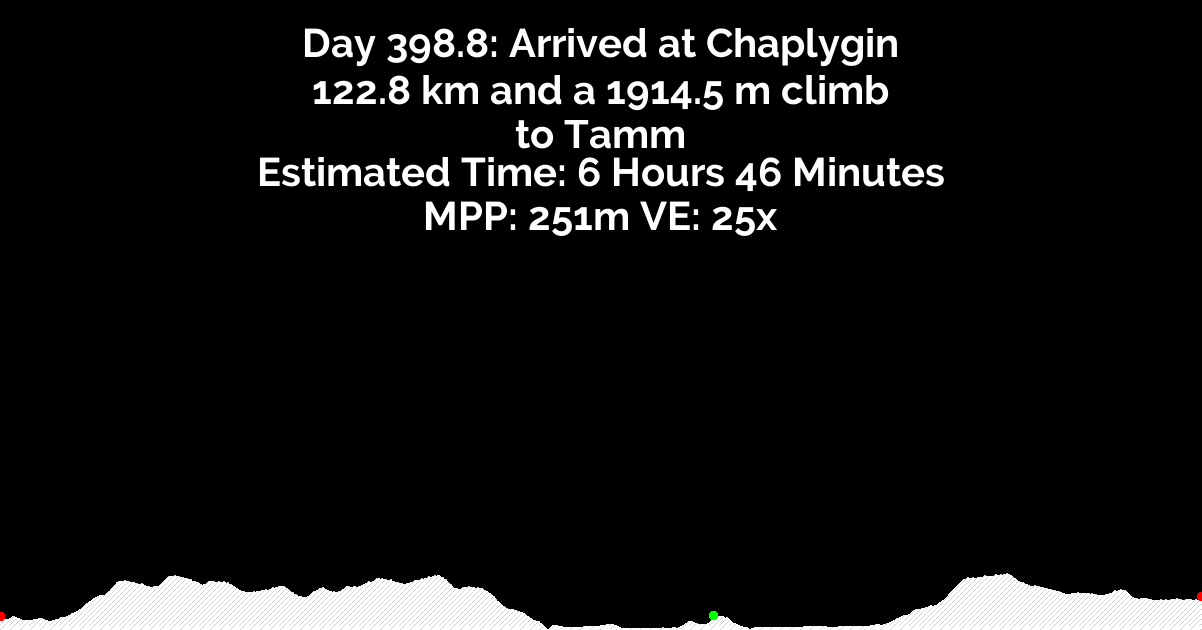 Day 398.8: Arrived at Chaplygin
122.8 km and a 1914.5 m climb
to Tamm
Estimated Time: 6 Hours 46 Minutes
MPP: 251m VE: 25x